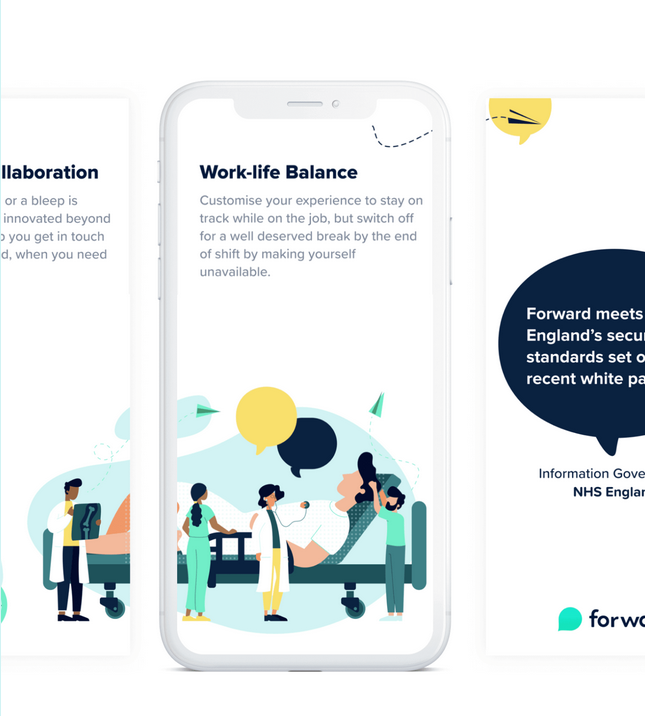 llaboration
or a bleep is
innovated beyond
you get in touch
d, when you need
Work-life Balance
Customise your experience to stay on
track while on the job, but switch off
for a well deserved break by the end
of shift by making yourself
unavailable.
Forward meets
England's secu
standards set o
recent white pa
Information Gove
NHS Englan
forwa